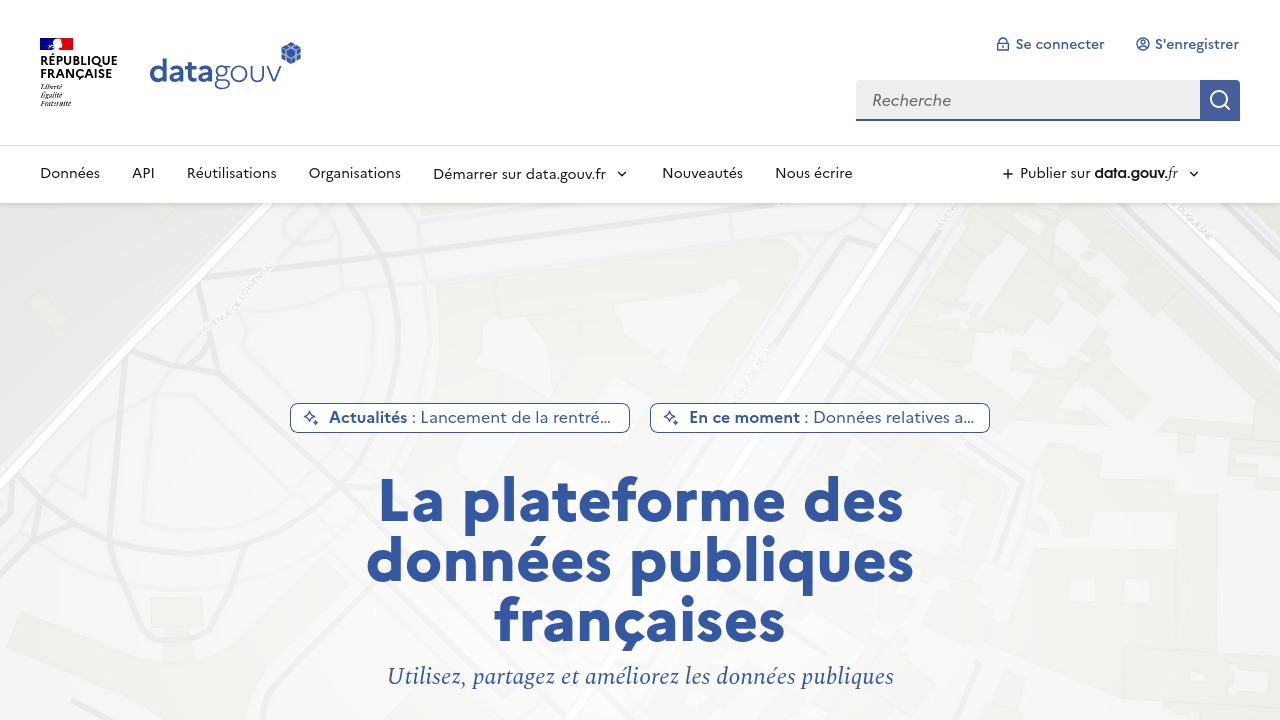 RÉPUBLIQUE
FRANÇAISE
Liberté
Égalité
Fraternité
datagouv
Se connecter
S'enregistrer
Recherche
Données
API
Réutilisations
Organisations
Démarrer sur data.gouv.fr
Nouveautés
Nous écrire
Publier sur data.gouv.fr
AVENUE DE LOWENDAL
DUQUESNE
Actualités : Lancement de la rentré...
En ce moment : Données relatives a...
La plateforme des
données publiques
françaises
Utilisez, partagez et améliorez les données publiques